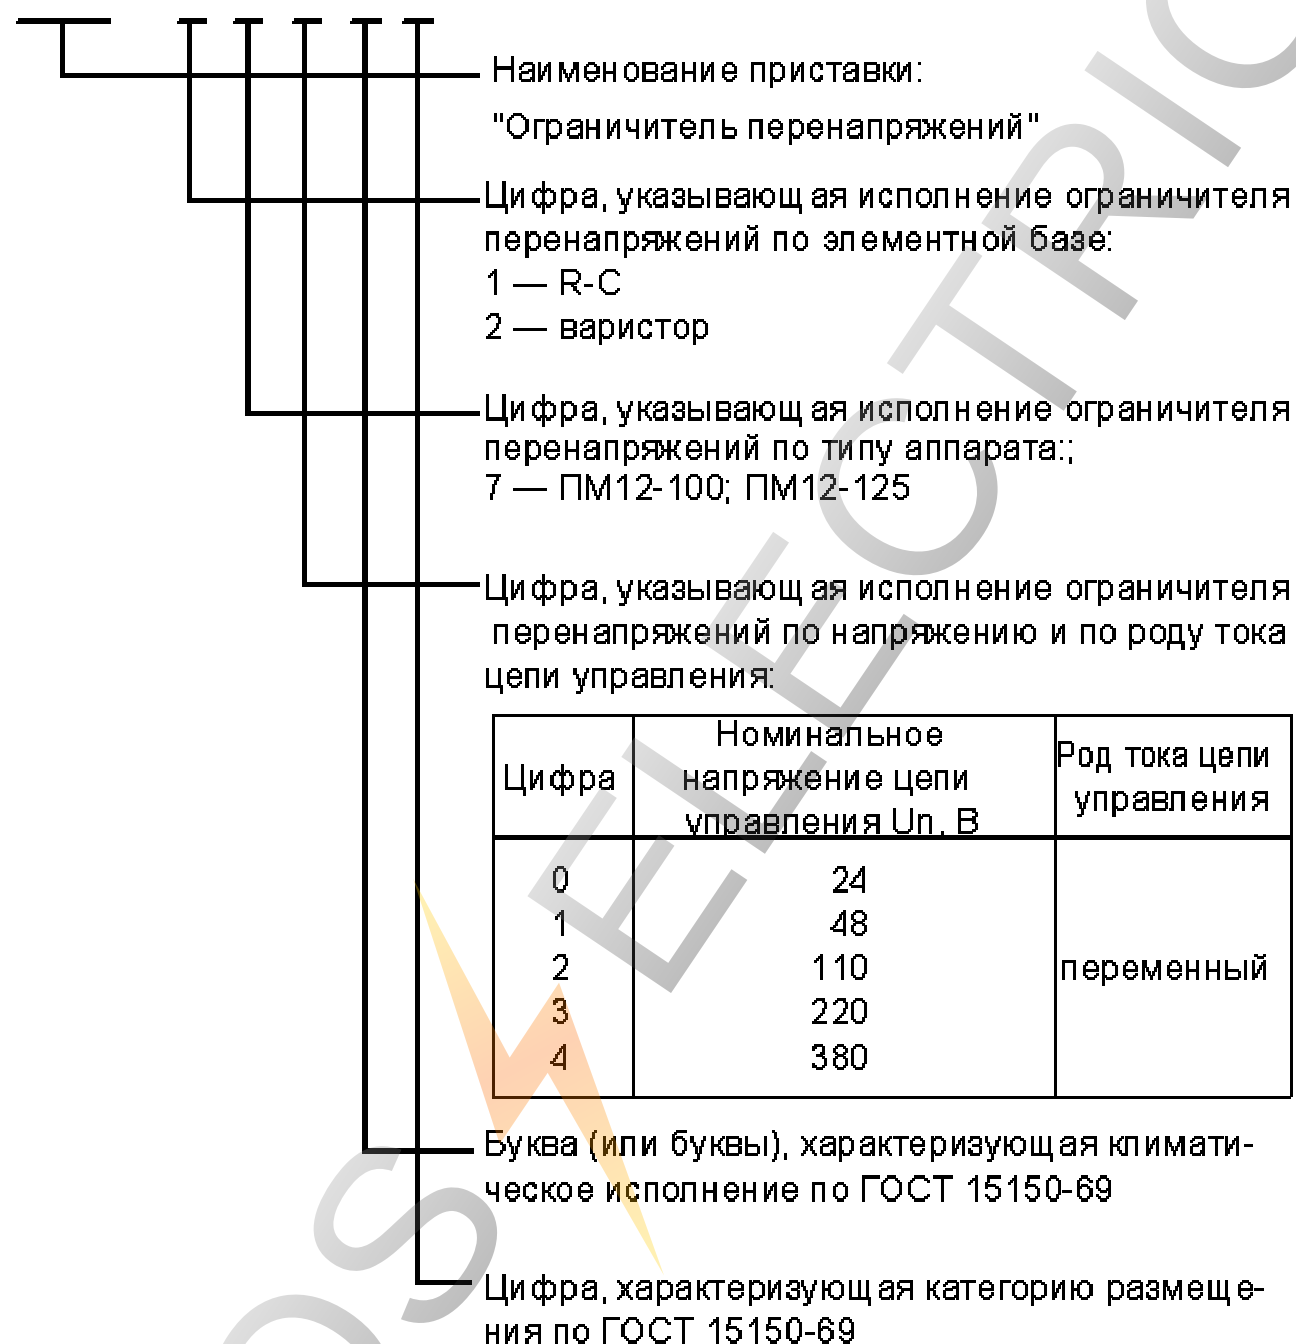 Наименование приставки:
"Ограничитель перенапряжений"
Цифра, указывающая исполнение ограничителя
перенапряжений по элементной базе:
1 — R-C
2 — варистор
Цифра, указывающая исполнение ограничителя
перенапряжений по типу аппарата:;
7 — ПМ12-100; ПМ12-125
Цифра, указывающая исполнение ограничителя
перенапряжений по напряжению и по роду тока
цепи управления:
Цифра
Номинальное
напряжение цепи
управления Un, В
Род тока цепи
управления
0 24
1 48
2 110 переменный
3 220
4 380
Буква (или буквы), характеризующая климати-
ческое исполнение по ГОСТ 15150-69
Цифра, характеризующая категорию размеще-
ния по ГОСТ 15150-69
OS ELECTRIC